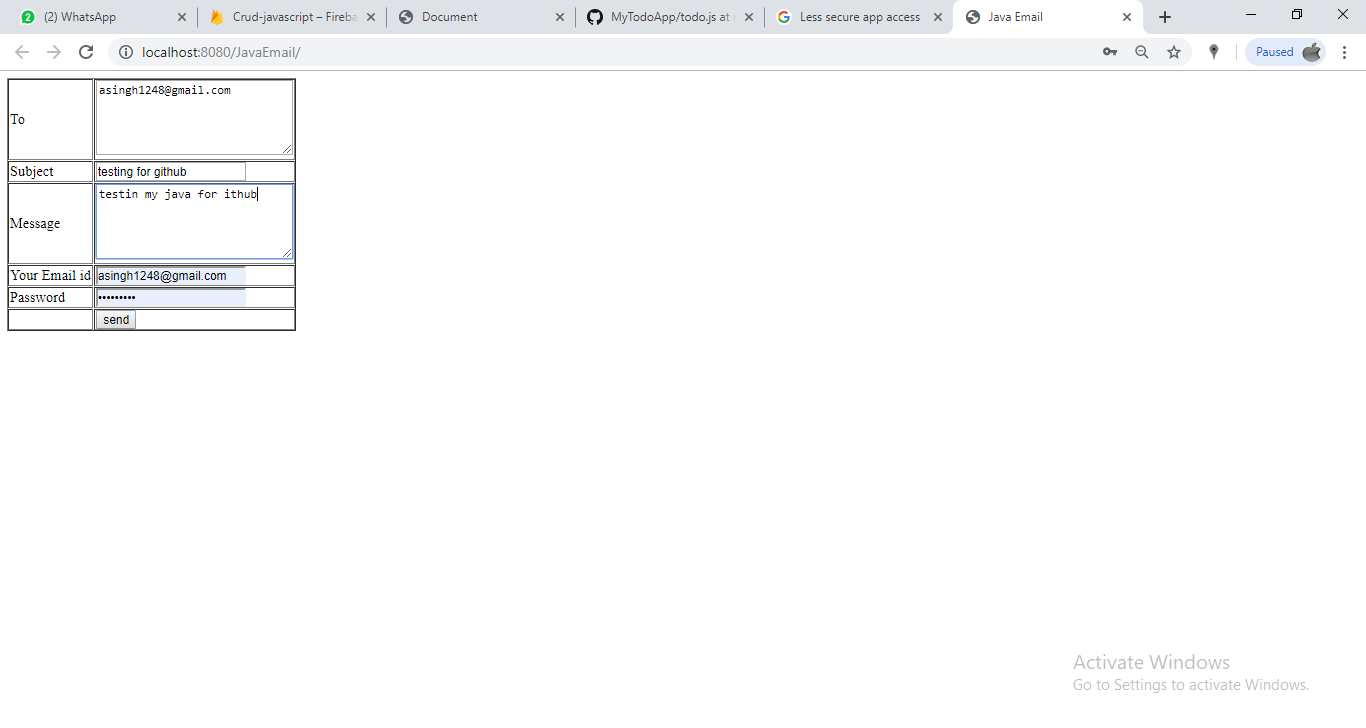 2 (2) WhatsApp
Crud-javascript – Fireba
Document
MyTodoApp/todo.js at
Less secure app access
Java Email
localhost:8080/JavaEmail/
Paused
To
asingh1248@gmail.com
Subject
testing for github
Message
testin my java for ithub
Your Email id
asingh1248@gmail.com
Password
•••••••••
send
Activate Windows
Go to Settings to activate Windows.